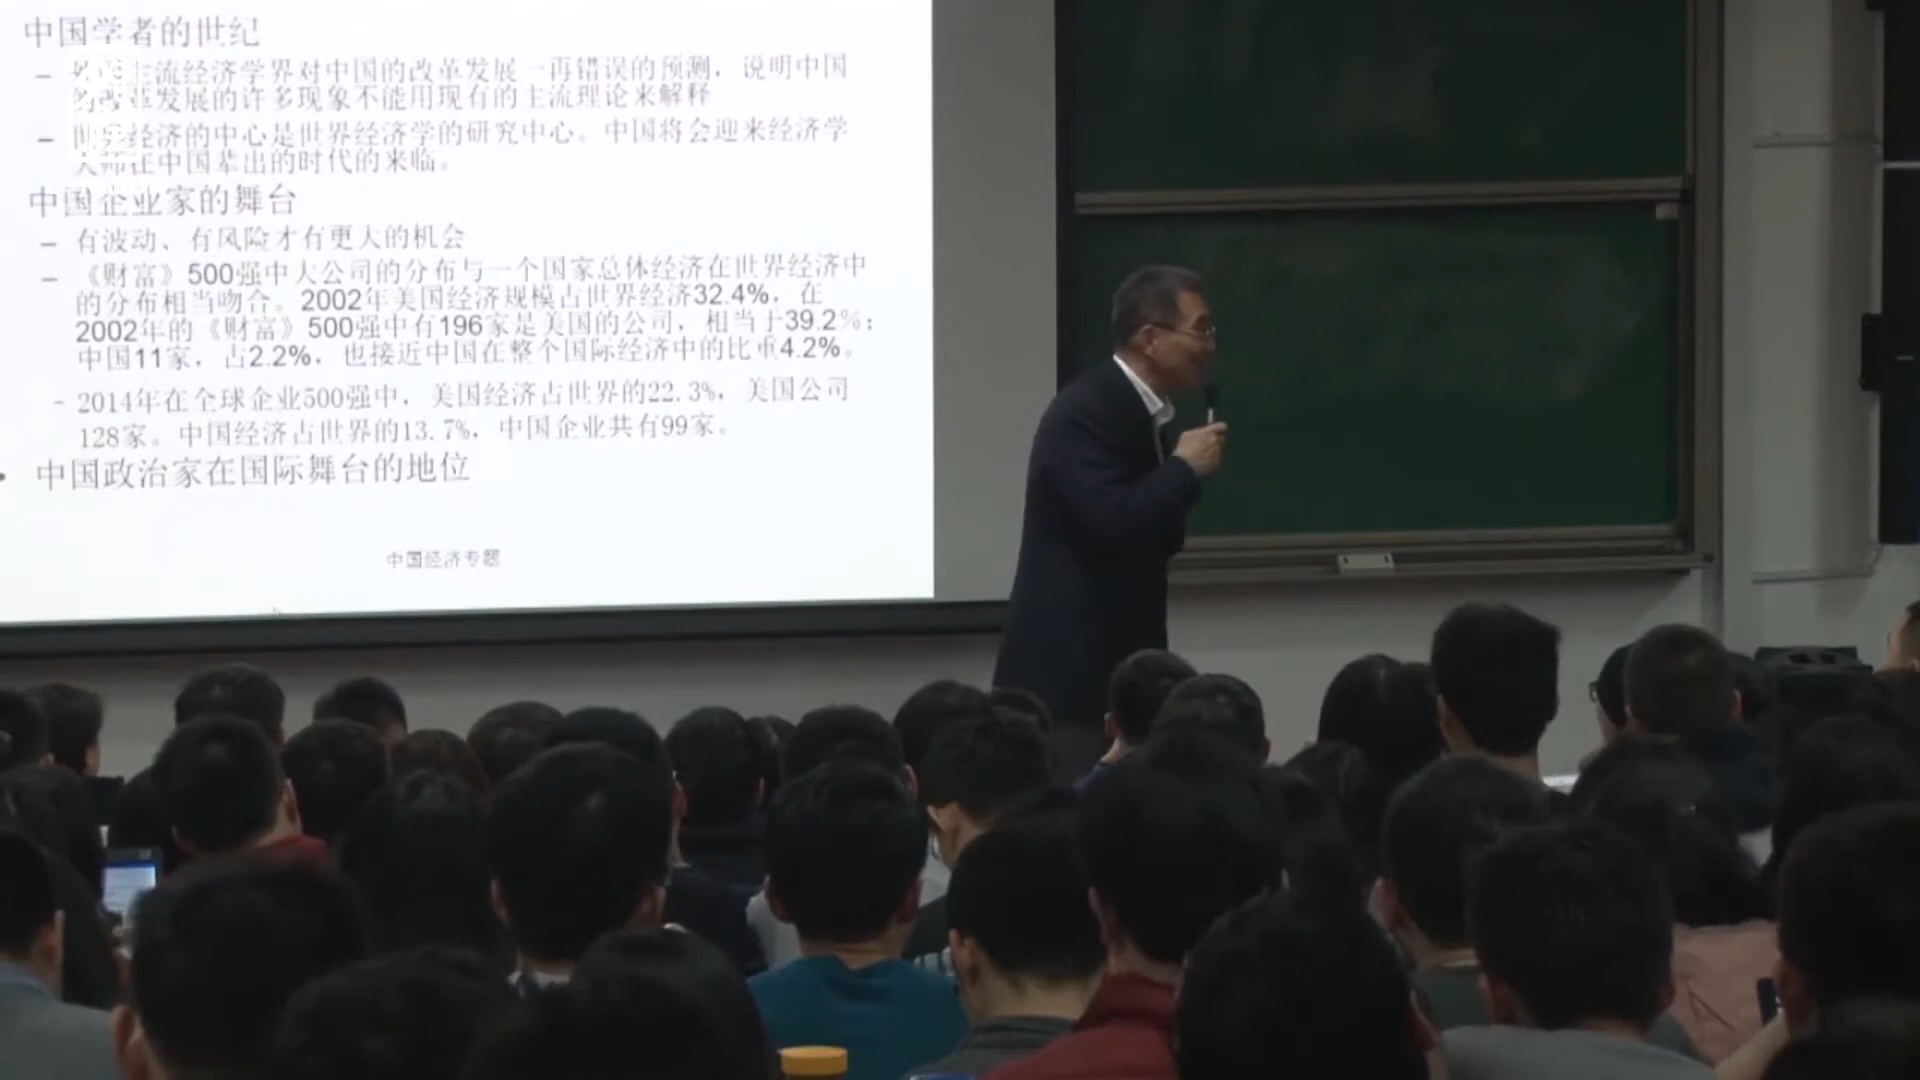 中国学者的世纪
– 流经济学界对中国的改革发展一再错误的预测，说明中国
发展的许多现象不能用现有的主流理论来解释
– 世 经济的中心是世界经济学的研究中心。中国将会迎来经济学
大师在中国辈出的时代的来临。
中国企业家的舞台
– 有波动、有风险才有更大的机会
– 《财富》500强中大公司的分布与一个国家总体经济在世界经济中
的分布相当吻合。2002年美国经济规模占世界经济32.4%，在
2002年的《财富》500强中有196家是美国的公司，相当于39.2%；
中国11家，占2.2%，也接近中国在整个国际经济中的比重4.2%。
– 2014年在全球企业500强中，美国经济占世界的22.3%，美国公司
128家。中国经济占世界的13.7%，中国企业共有99家。
• 中国政治家在国际舞台的地位
中国经济专题